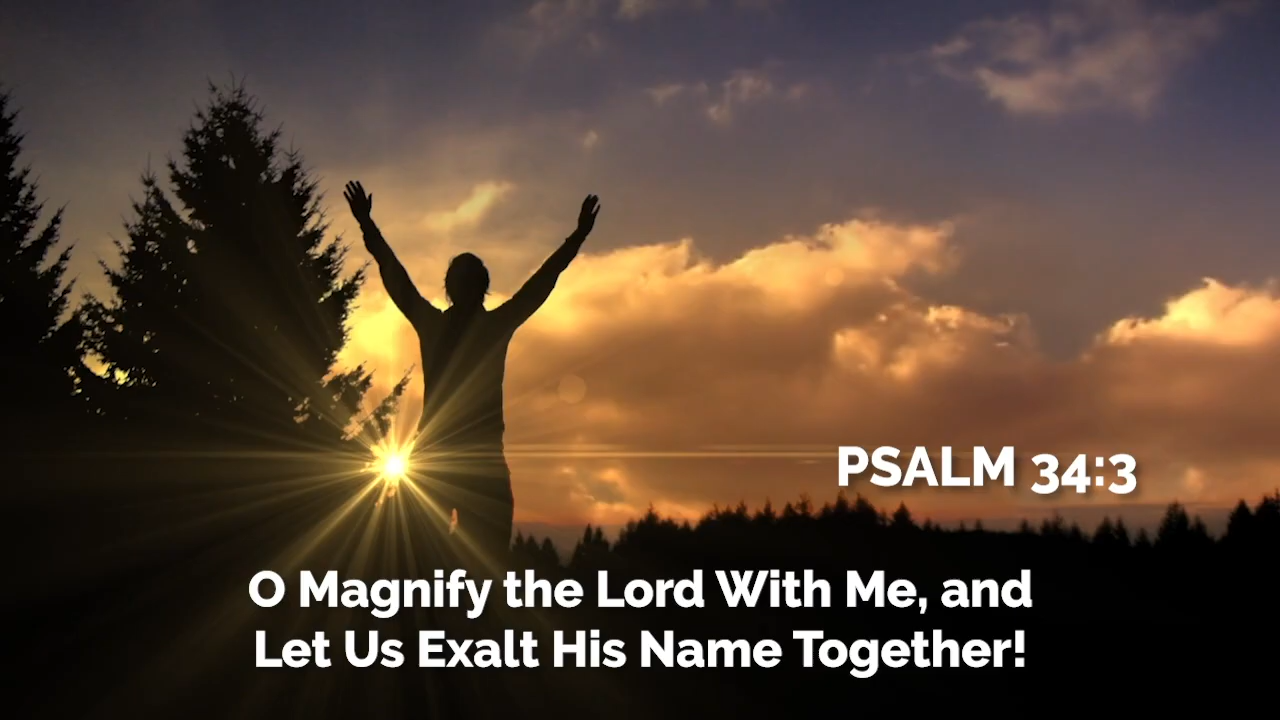 PSALM 34:3
O Magnify the Lord With Me, and
Let Us Exalt His Name Together!